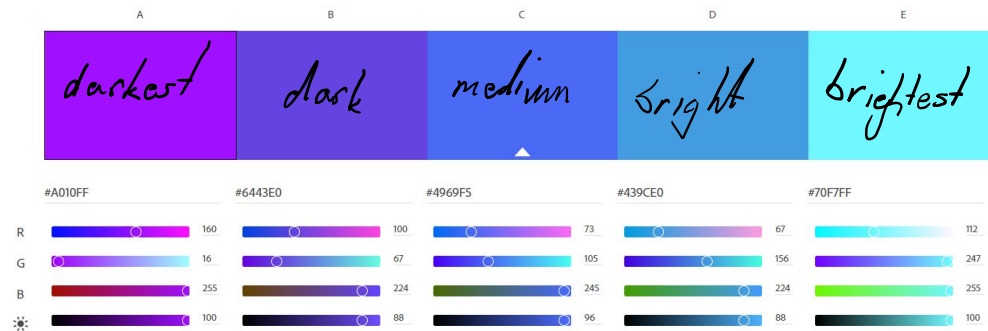 A B C D E
darkest dark medium bright brightest
#A010FF #6443E0 #4969F5 #439CE0 #70F7FF
R 160 100 73 67 112
G 16 67 105 156 247
B 255 224 245 224 255
100 88 96 88 100